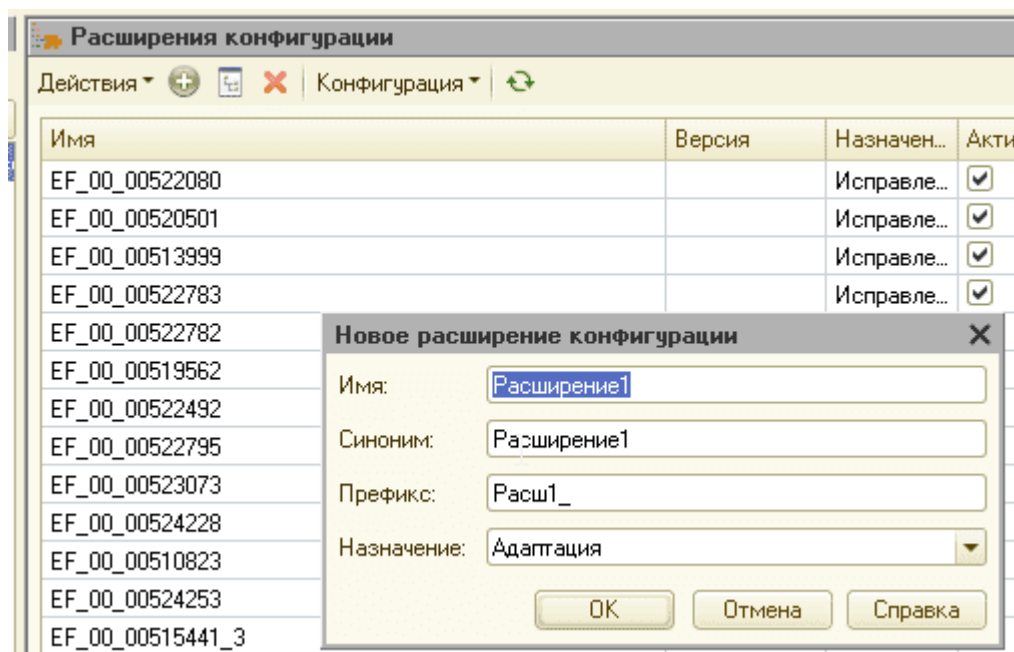 Расширения конфигурации
Действия Конфигурация
Имя Версия Назначен... Акти
EF_00_00522080 Исправле...
EF_00_00520501 Исправле...
EF_00_00513999 Исправле...
EF_00_00522783 Исправле...
EF_00_00522782
EF_00_00519562
EF_00_00522492
EF_00_00522795
EF_00_00523073
EF_00_00524228
EF_00_00510823
EF_00_00524253
EF_00_00515441_3
Новое расширение конфигурации
Имя: Расширение1
Синоним: Расширение1
Префикс: Расш1_
Назначение: Адаптация
OK Отмена Справка